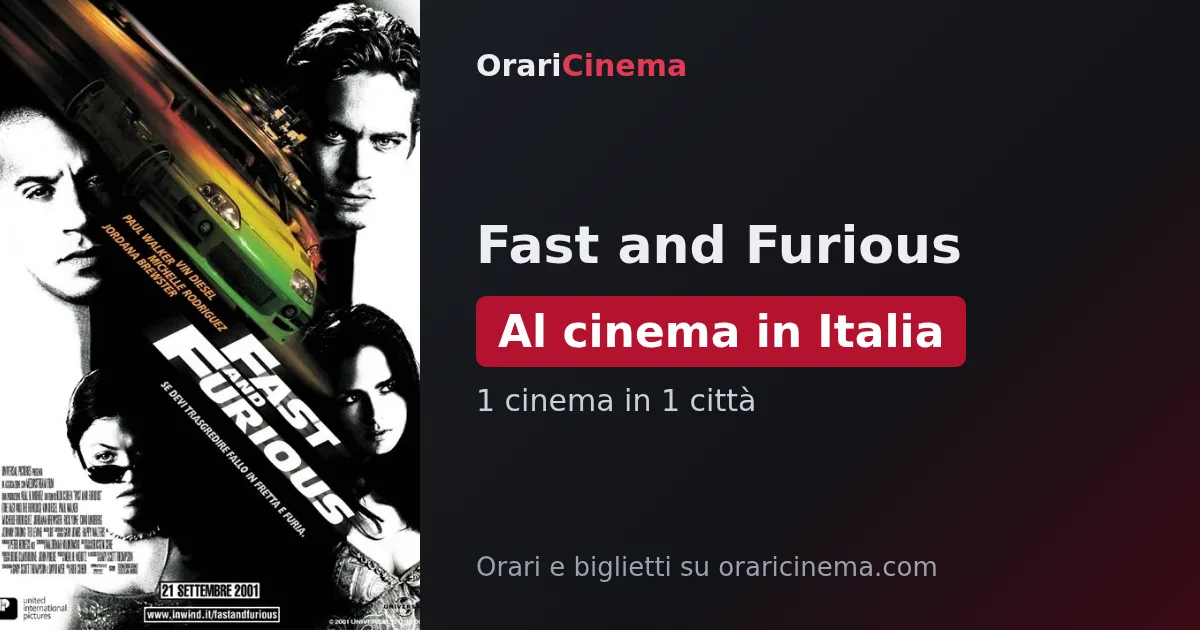 PAUL WALKER VIN DIESEL
MICHELLE RODRIGUEZ
JORDANA BREWSTER
FAST
AND
FURIOUS
SE DEVI TRASGREDIRE FALLO IN FRETTA E FURIA.
21 SETTEMBRE 2001
united
international
pictures
www.inwind.it/fastandfurious
OrariCinema
Fast and Furious
Al cinema in Italia
1 cinema in 1 città
Orari e biglietti su oraricinema.com